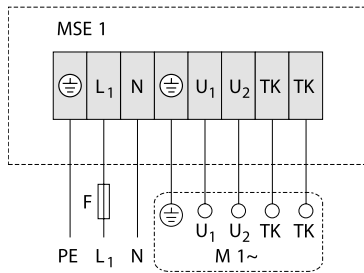 MSE 1
L1 N U1 U2 TK TK
F
U1 U2 TK TK
PE L1 N M 1~